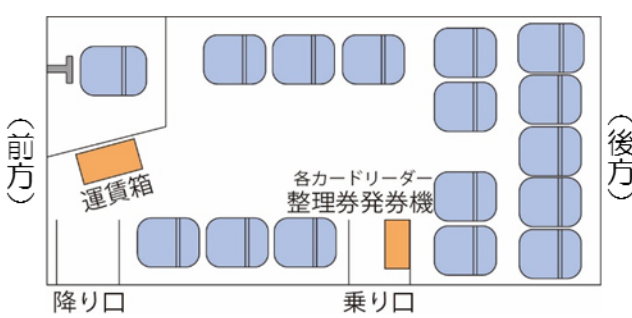 (前方)
運賃箱
各カードリーダー
整理券発券機
(後方)
降り口
乗り口